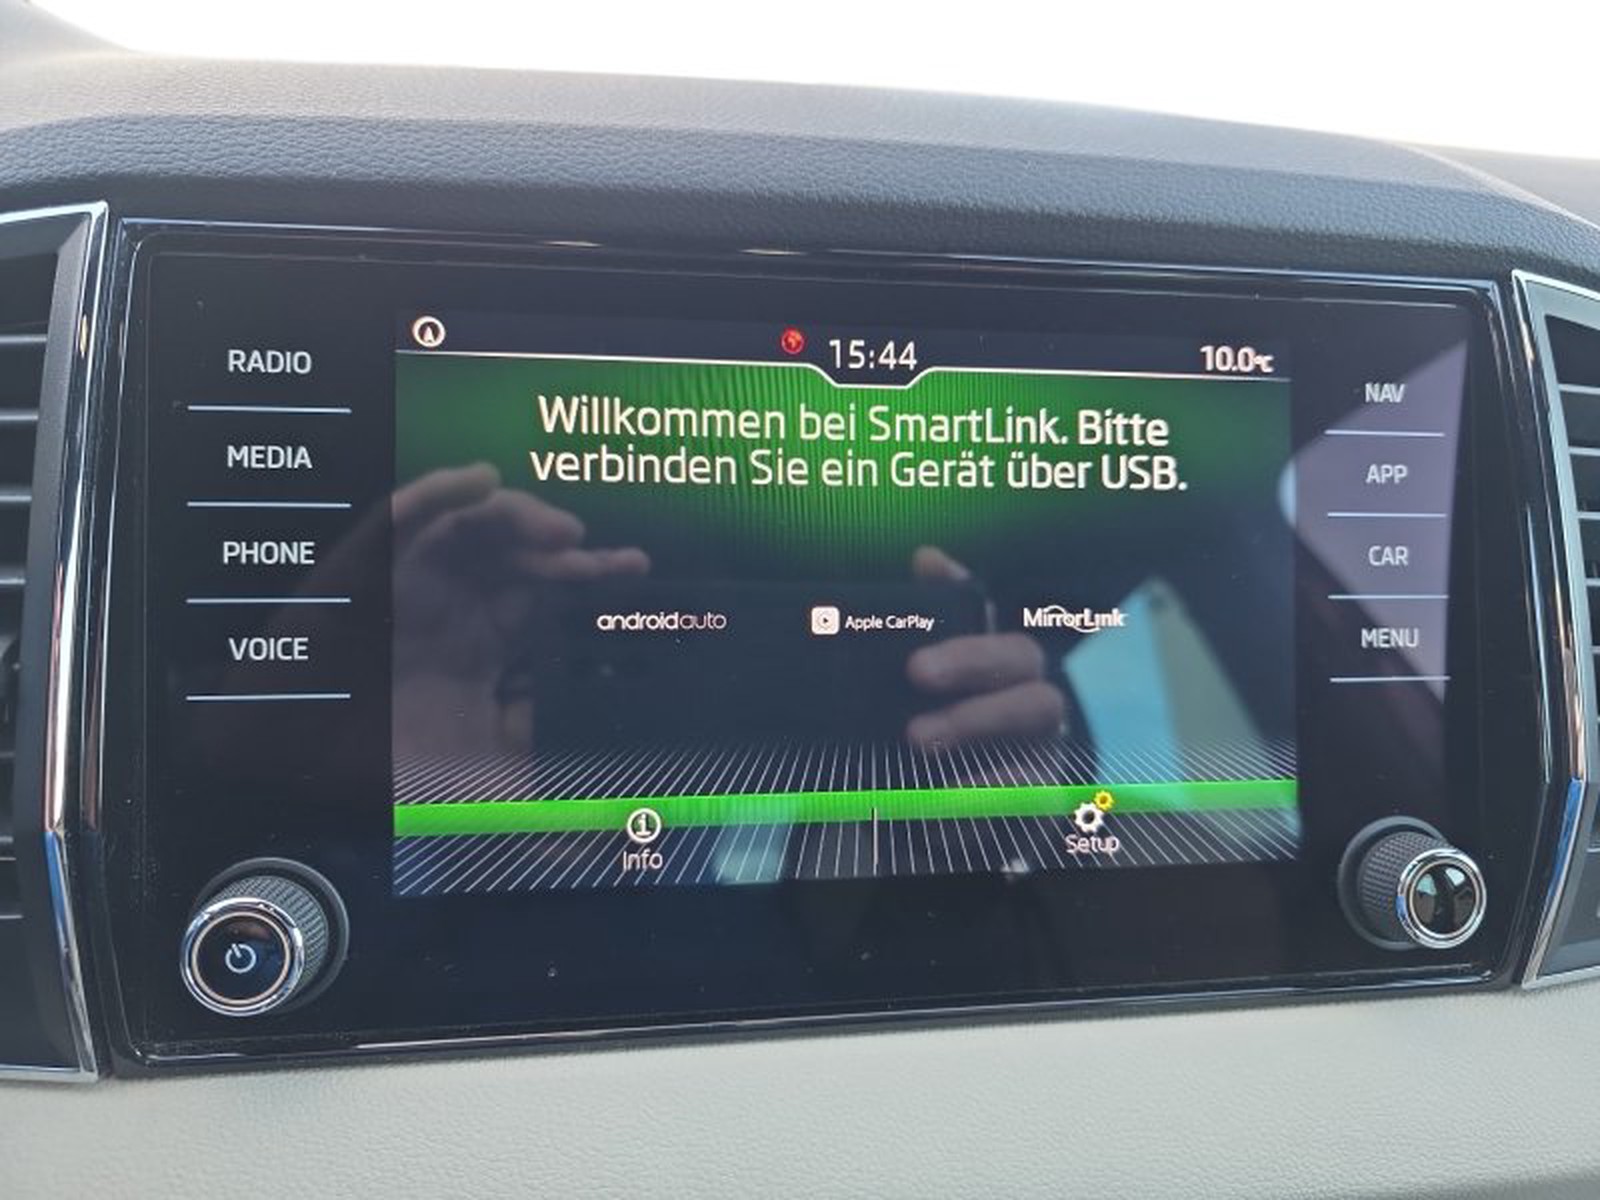 RADIO
MEDIA
PHONE
VOICE
15:44
10.0°C
Willkommen bei SmartLink. Bitte
verbinden Sie ein Gerät über USB.
androidauto
Apple CarPlay
MirrorLink
Info
Setup
NAV
APP
CAR
MENU